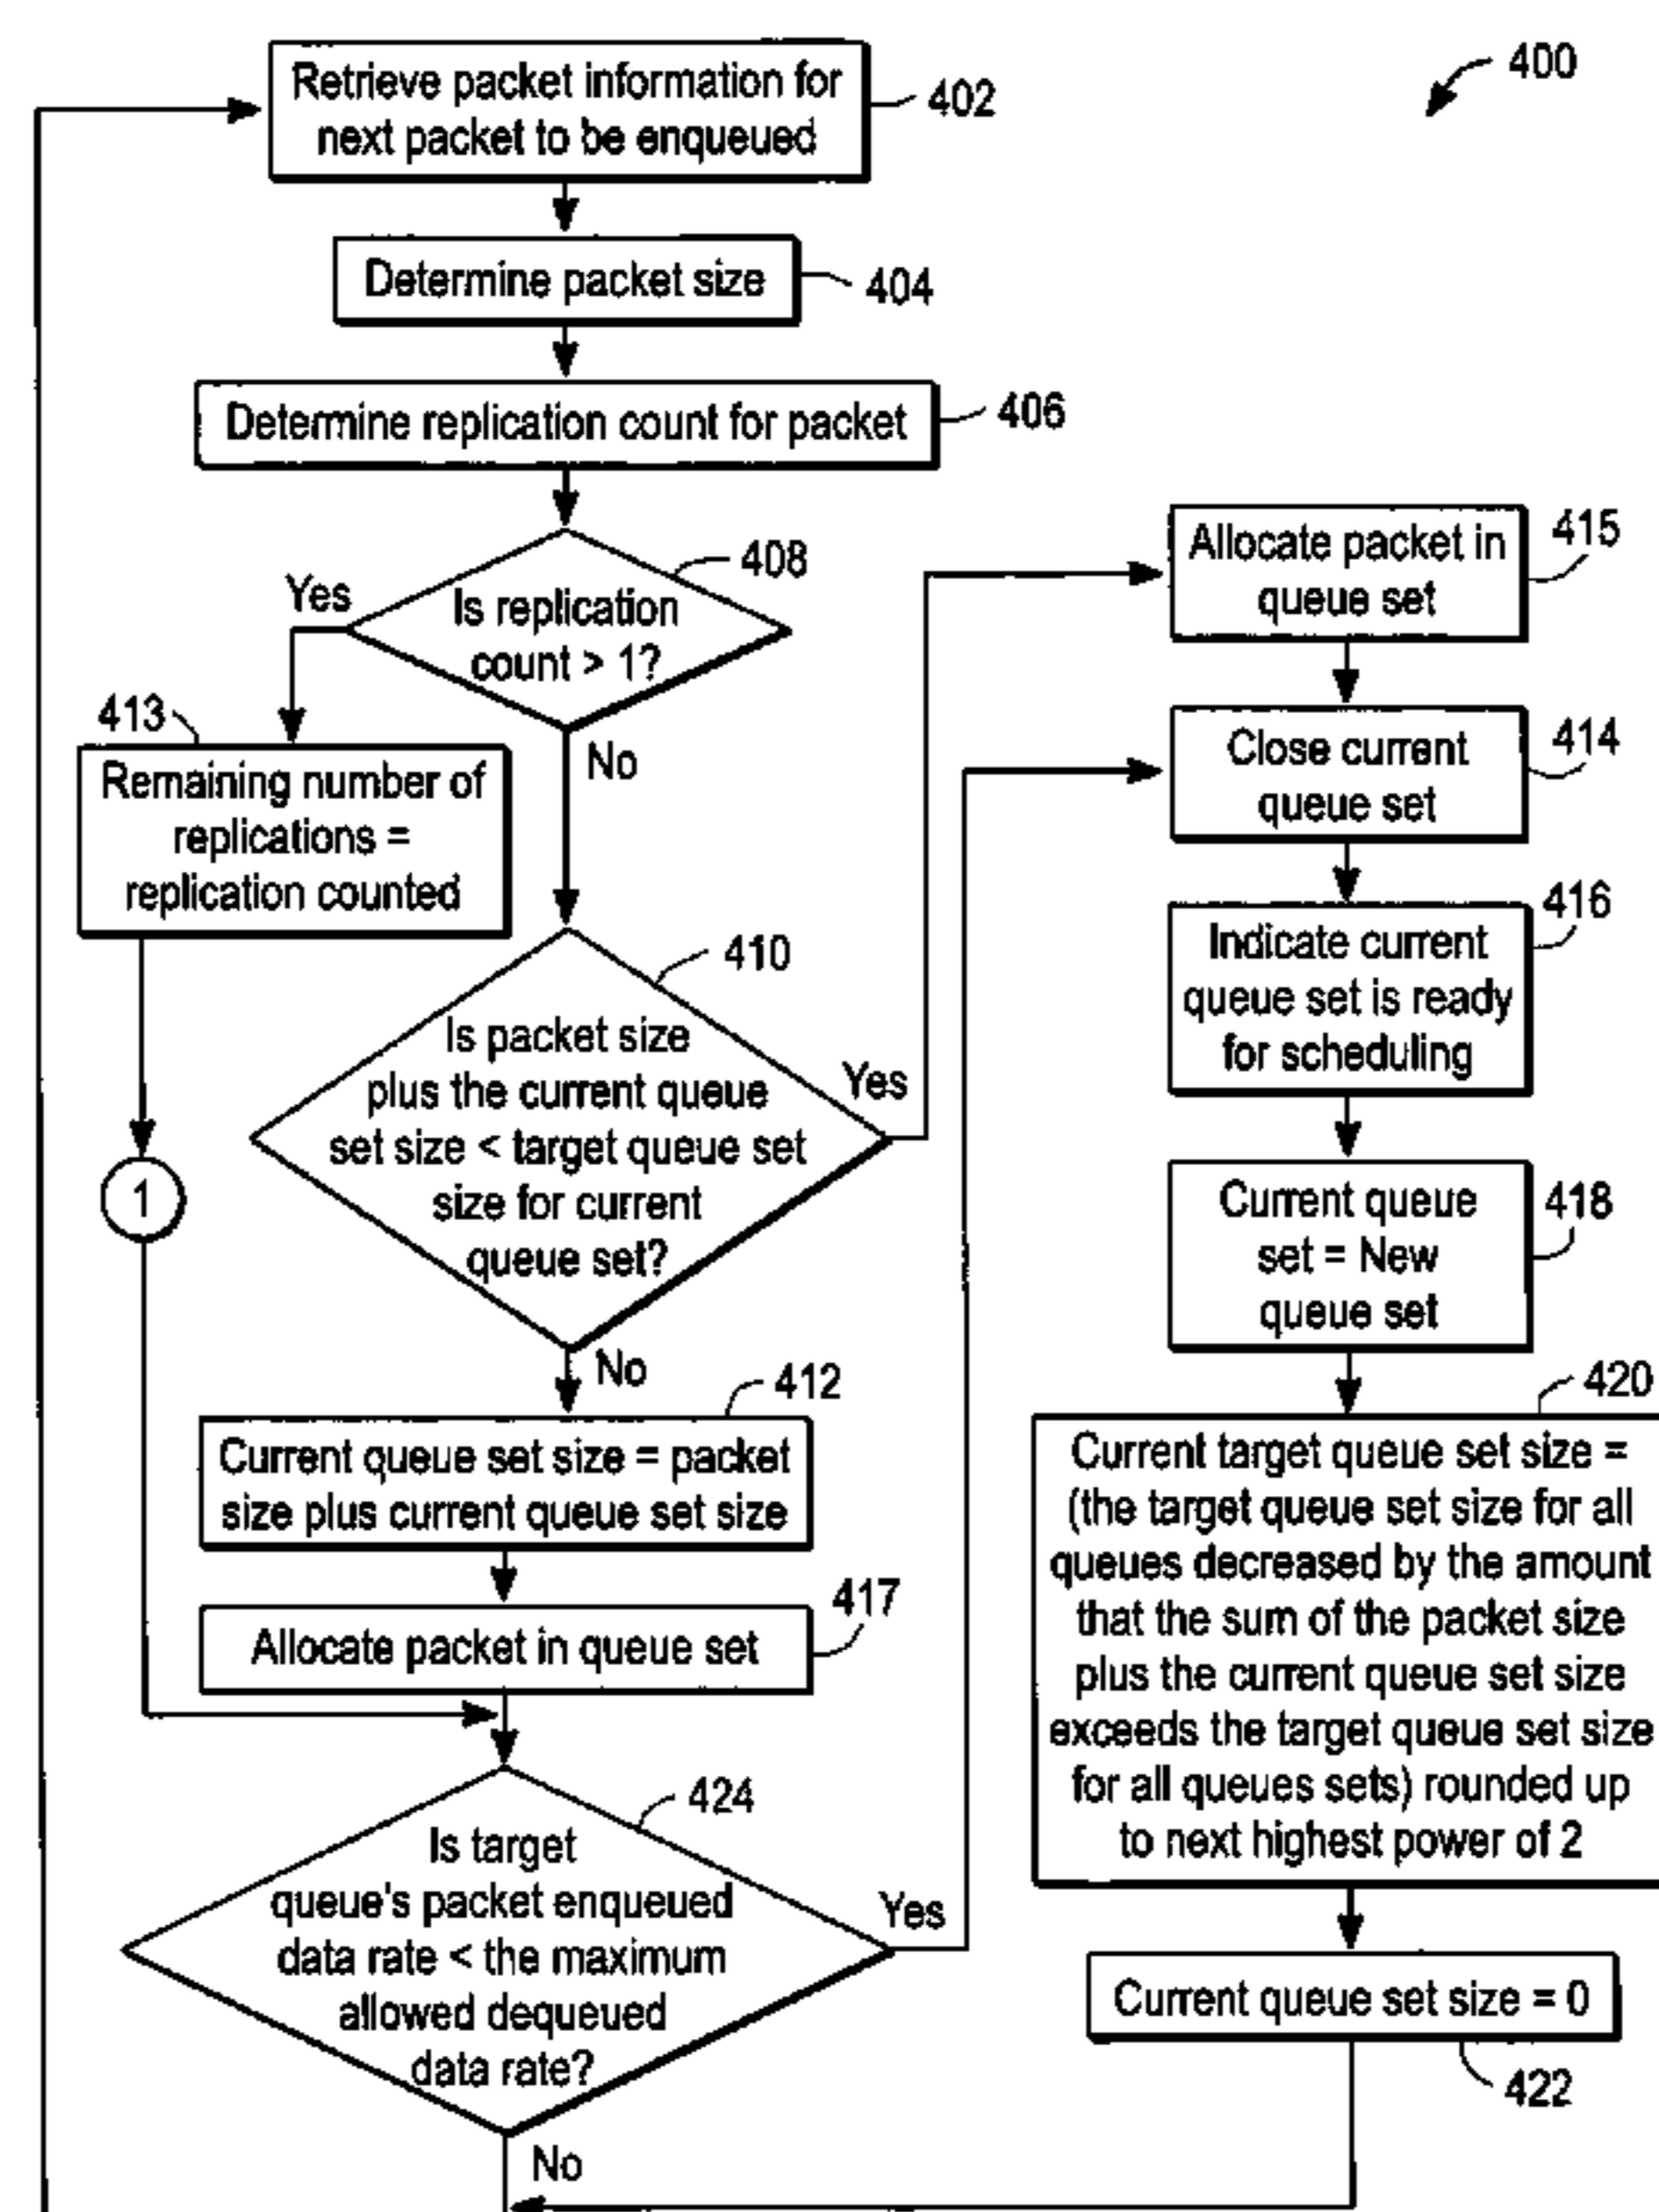 400
Retrieve packet information for
next packet to be enqueued
402
Determine packet size
404
Determine replication count for packet
406
Is replication
count > 1?
408
Yes
No
413
Remaining number of
replications =
replication counted
1
Is packet size
plus the current queue
set size < target queue set
size for current
queue set?
410
Yes
No
412
Current queue set size = packet
size plus current queue set size
417
Allocate packet in queue set
424
Is target
queue's packet enqueued
data rate < the maximum
allowed dequeued
data rate?
Yes
No
Allocate packet in
queue set
415
Close current
queue set
414
416
Indicate current
queue set is ready
for scheduling
Current queue
set = New
queue set
418
420
Current target queue set size =
(the target queue set size for all
queues decreased by the amount
that the sum of the packet size
plus the current queue set size
exceeds the target queue set size
for all queues sets) rounded up
to next highest power of 2
Current queue set size = 0
422